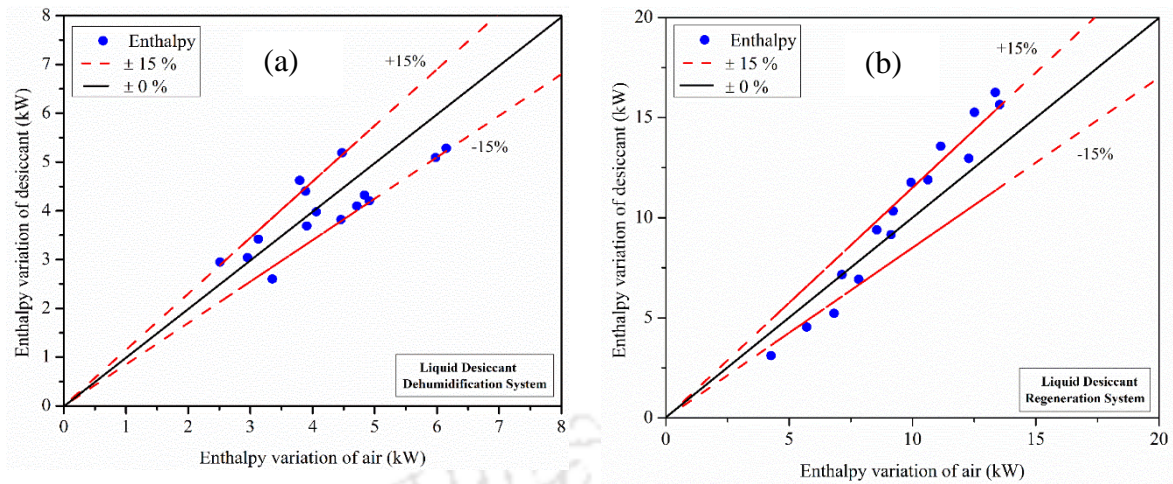 8
7
6
5
4
3
2
1
0
Enthalpy variation of desiccant (kW)
Enthalpy
± 15 %
± 0 %
(a)
+15%
-15%
Liquid Desiccant
Dehumidification System
0 1 2 3 4 5 6 7 8
Enthalpy variation of air (kW)
20
15
10
5
0
Enthalpy variation of desiccant (kW)
Enthalpy
± 15 %
± 0 %
(b)
+15%
-15%
Liquid Desiccant
Regeneration System
0 5 10 15 20
Enthalpy variation of air (kW)